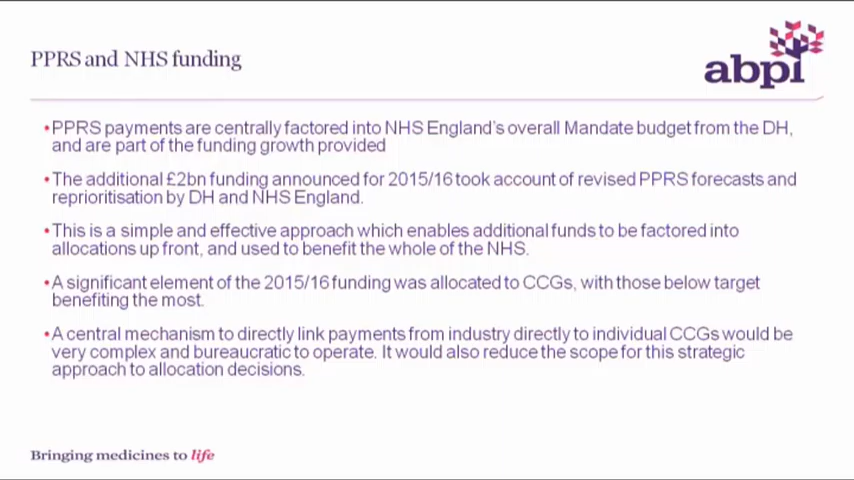 PPRS and NHS funding
abpi
•PPRS payments are centrally factored into NHS England's overall Mandate budget from the DH,
and are part of the funding growth provided
•The additional £2bn funding announced for 2015/16 took account of revised PPRS forecasts and
reprioritisation by DH and NHS England.
•This is a simple and effective approach which enables additional funds to be factored into
allocations up front, and used to benefit the whole of the NHS.
•A significant element of the 2015/16 funding was allocated to CCGs, with those below target
benefiting the most.
•A central mechanism to directly link payments from industry directly to individual CCGs would be
very complex and bureaucratic to operate. It would also reduce the scope for this strategic
approach to allocation decisions.
Bringing medicines to life